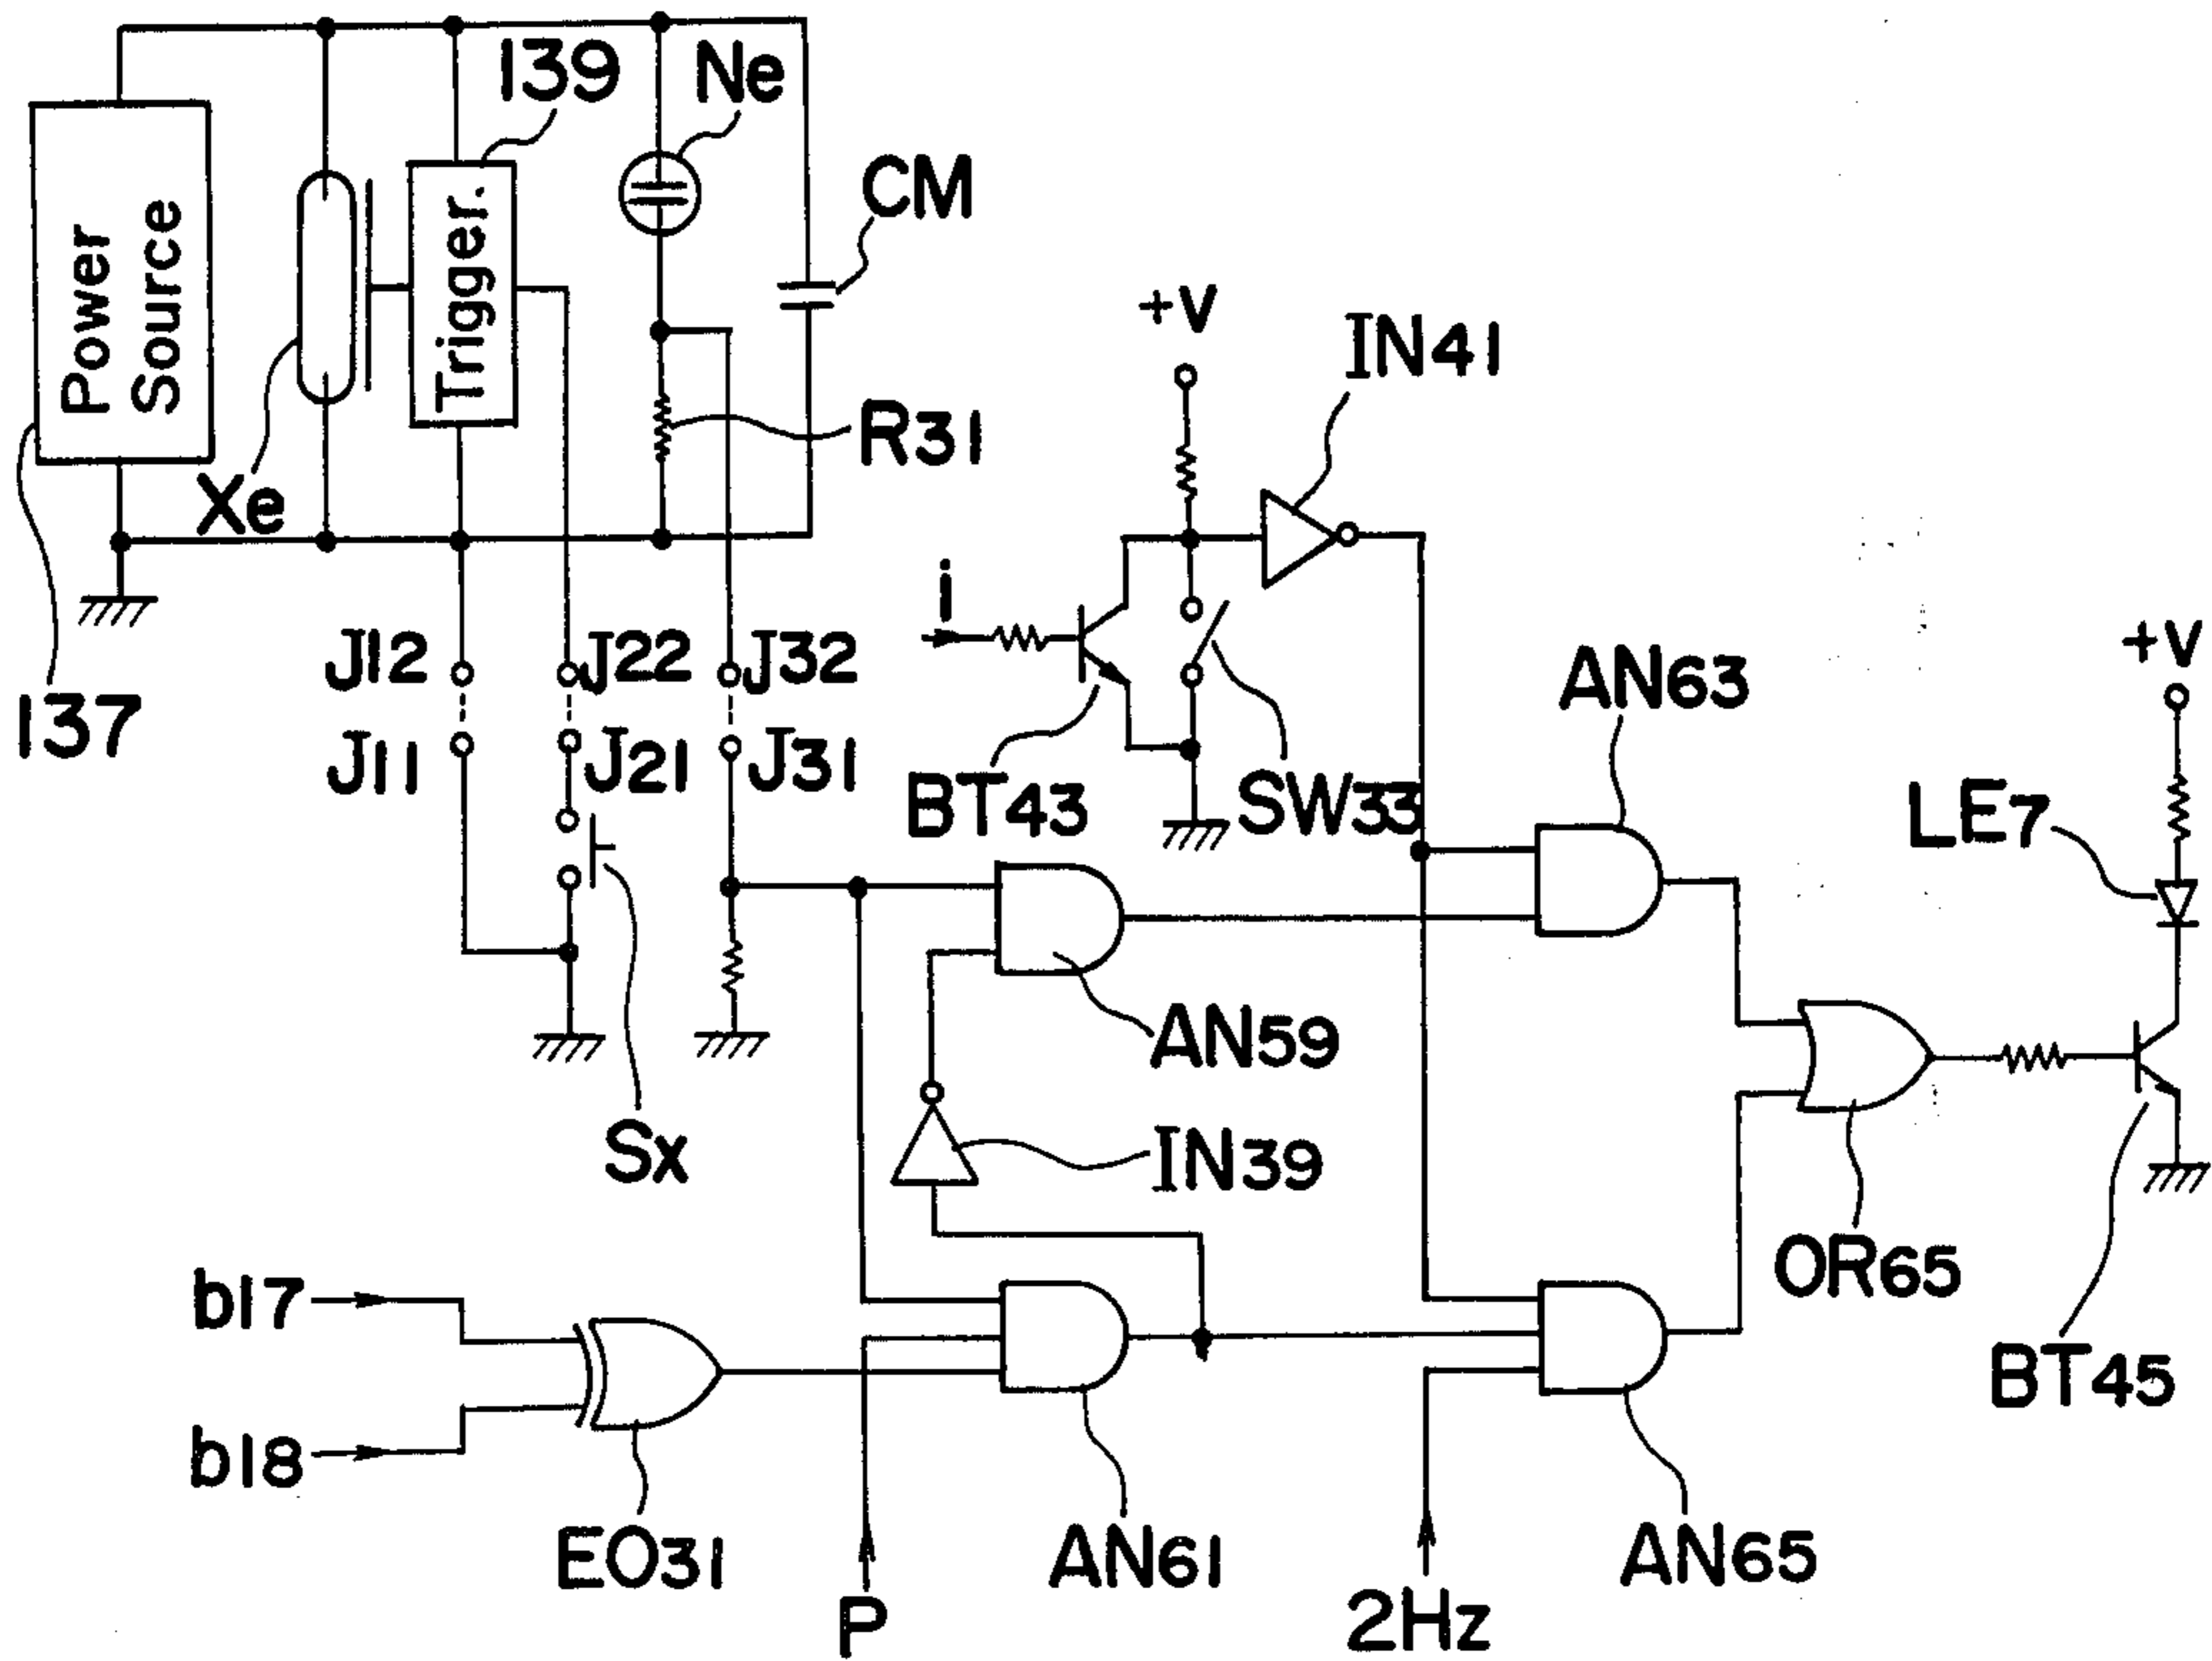 139
Ne
CM
Power
Source
Trigger.
R31
Xe
137
J12
J22
J32
J11
J21
J31
+V
IN41
i
BT43
SW33
AN63
+V
LE7
AN59
Sx
IN39
OR65
BT45
b17
b18
EO31
P
AN61
2Hz
AN65